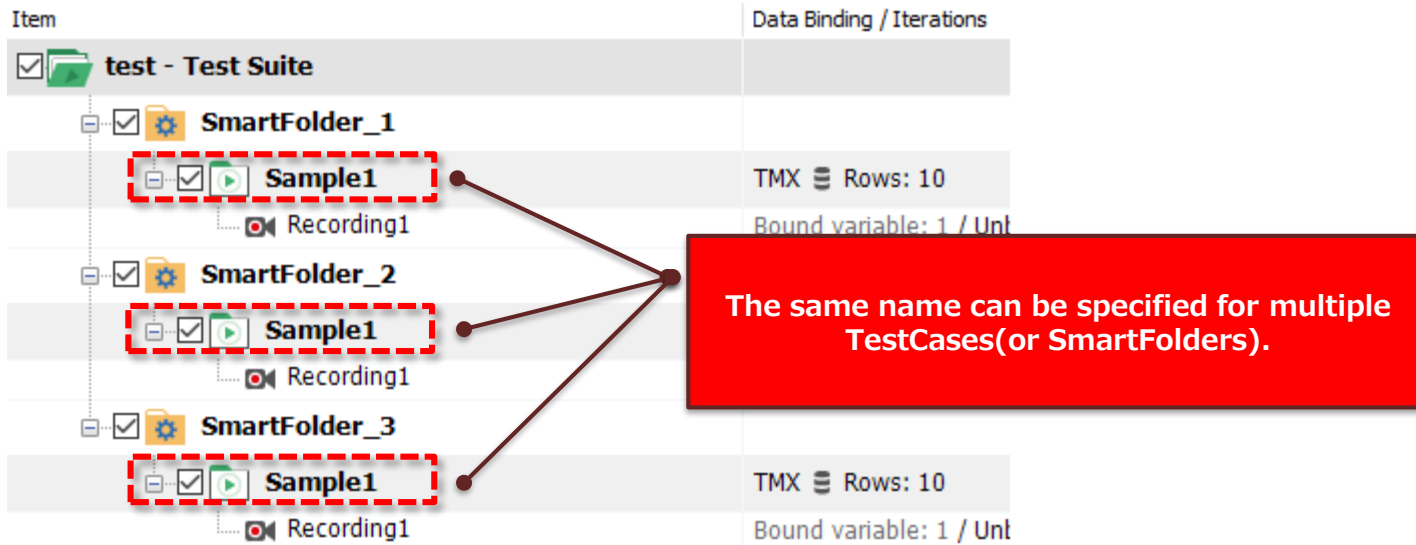 Item Data Binding / Iterations
test - Test Suite
SmartFolder_1
Sample1 TMX Rows: 10
Recording1 Bound variable: 1 / Unb
SmartFolder_2
The same name can be specified for multiple
TestCases(or SmartFolders).
Sample1
Recording1
SmartFolder_3
Sample1 TMX Rows: 10
Recording1 Bound variable: 1 / Unb